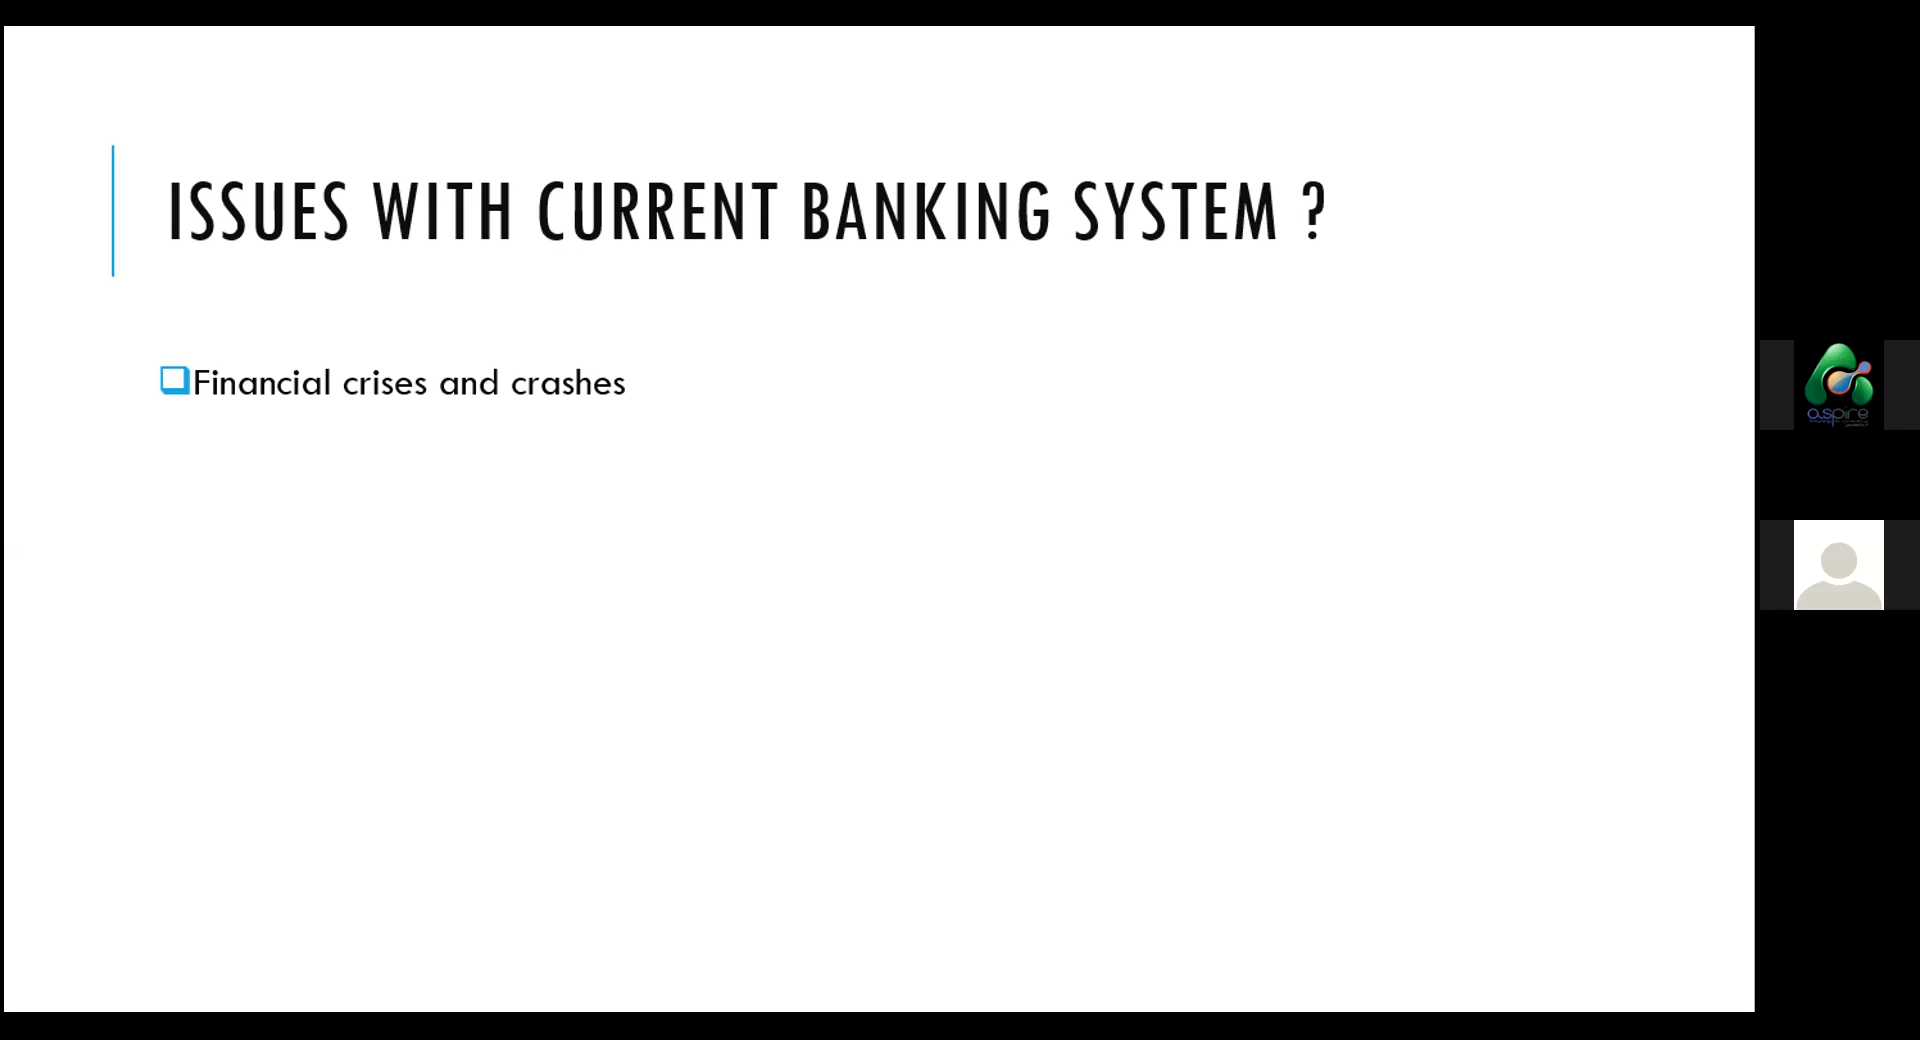 ISSUES WITH CURRENT BANKING SYSTEM ?
Financial crises and crashes
aspire